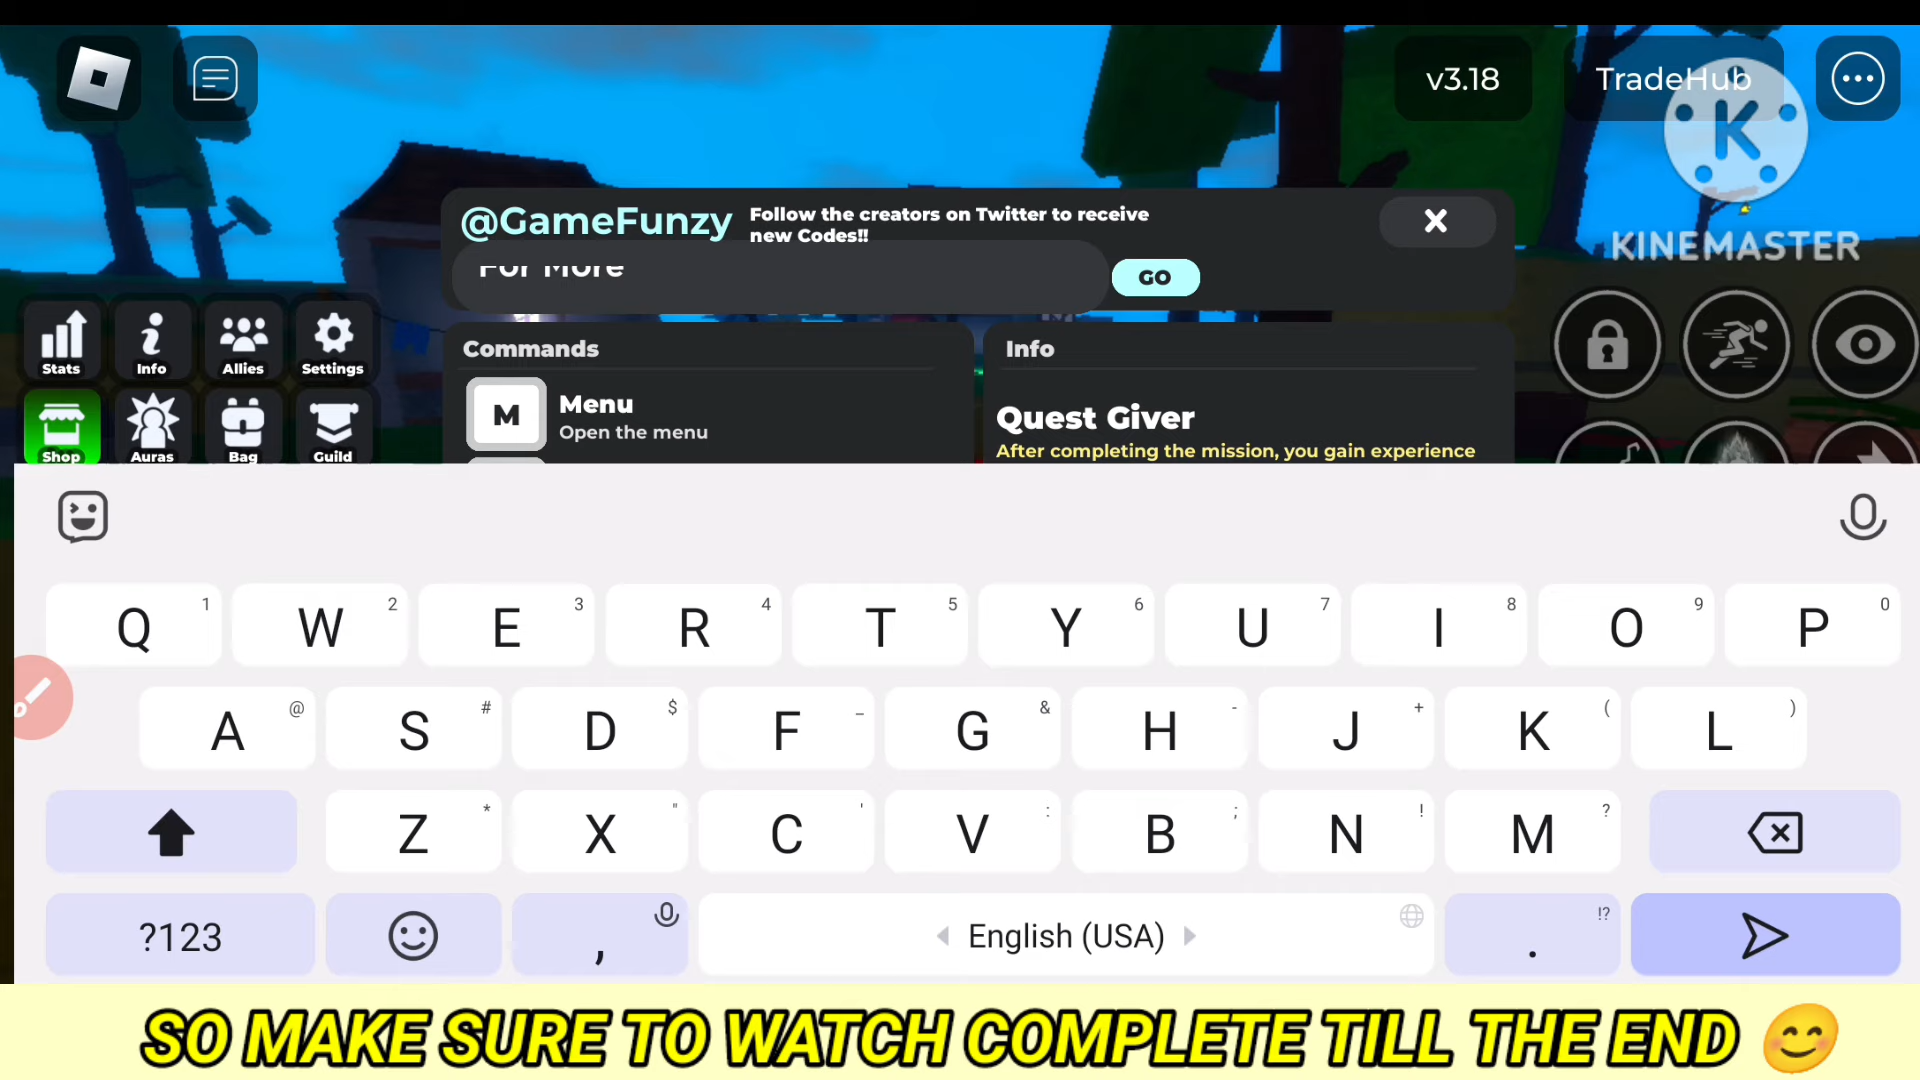 v3.18
TradeHub
K
KINEMASTER
@GameFunzy
Follow the creators on Twitter to receive
new Codes!!
For More
GO
X
Stats
Info
Allies
Settings
Shop
Auras
Bag
Guild
Commands
M
Menu
Open the menu
Info
Quest Giver
After completing the mission, you gain experience
Q 1 W 2 E 3 R 4 T 5 Y 6 U 7 I 8 O 9 P 0
A @ S # D $ F _ G & H - J + K ( L )
Z * X " C ' V : B ; N ! M ?
?123 , English (USA) . !?
SO MAKE SURE TO WATCH COMPLETE TILL THE END 😊